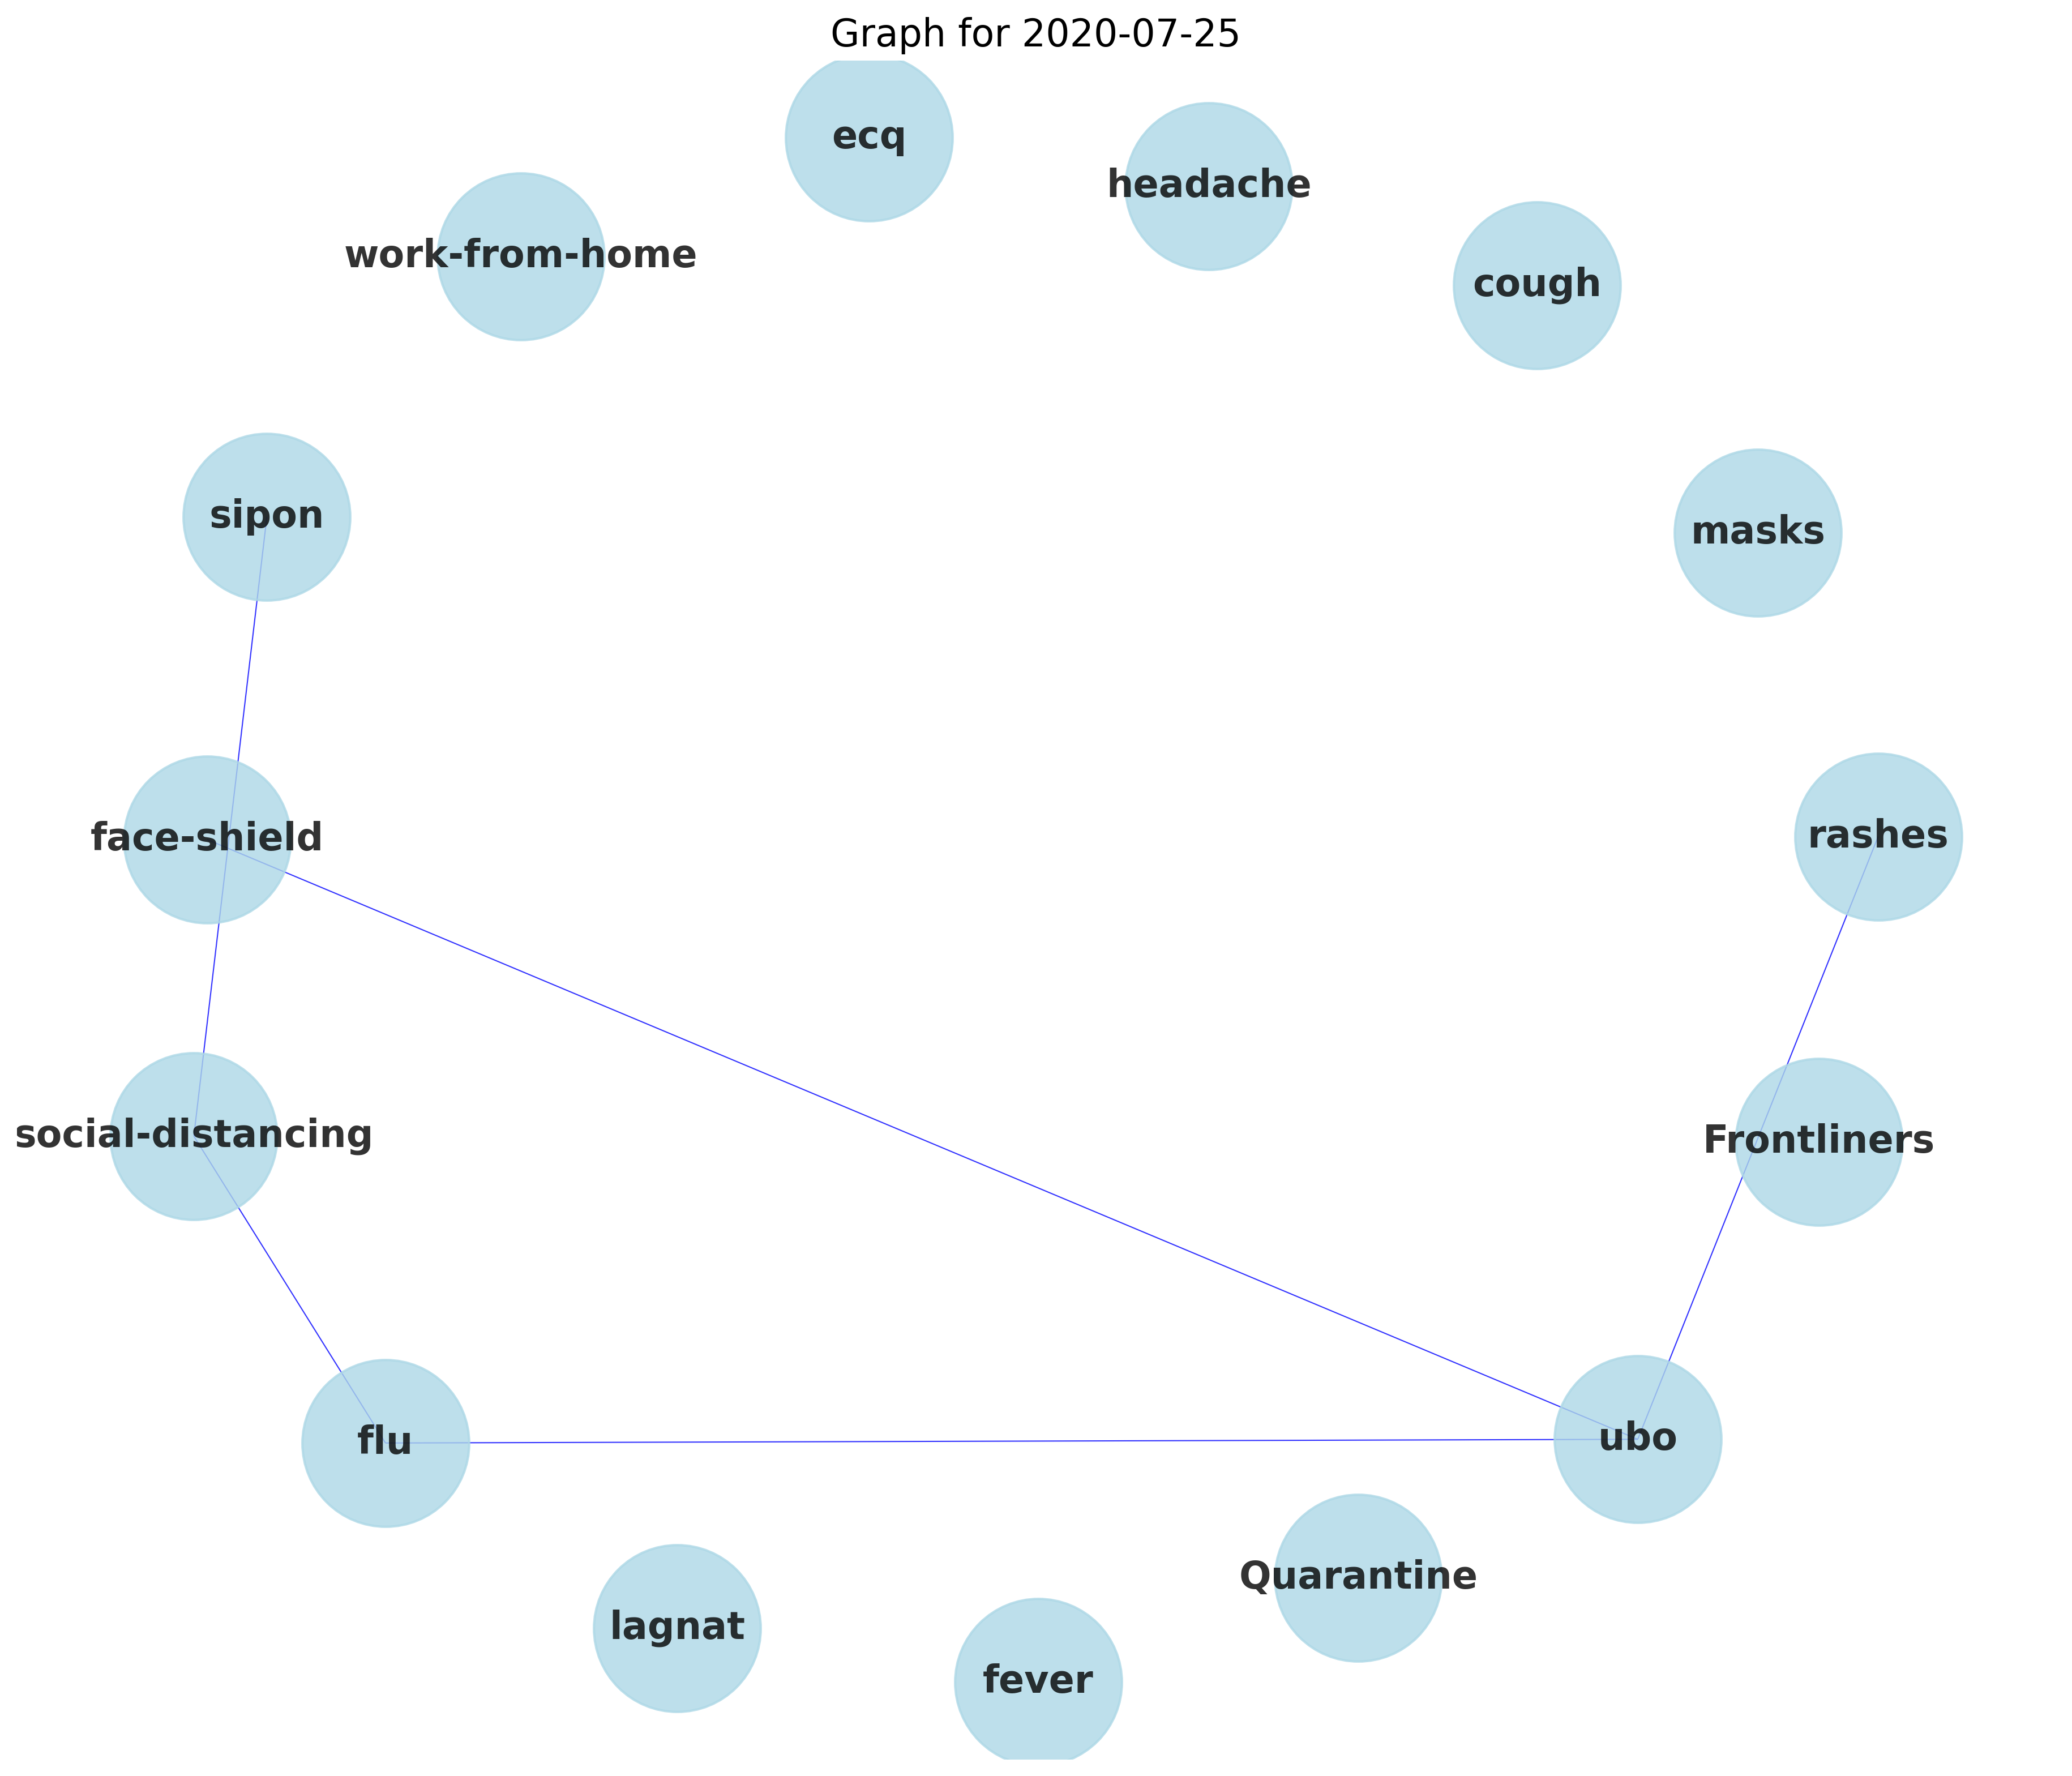 Graph for 2020-07-25
ecq
headache
work-from-home
cough
sipon
masks
face-shield
rashes
social-distancing
Frontliners
flu
ubo
Quarantine
lagnat
fever